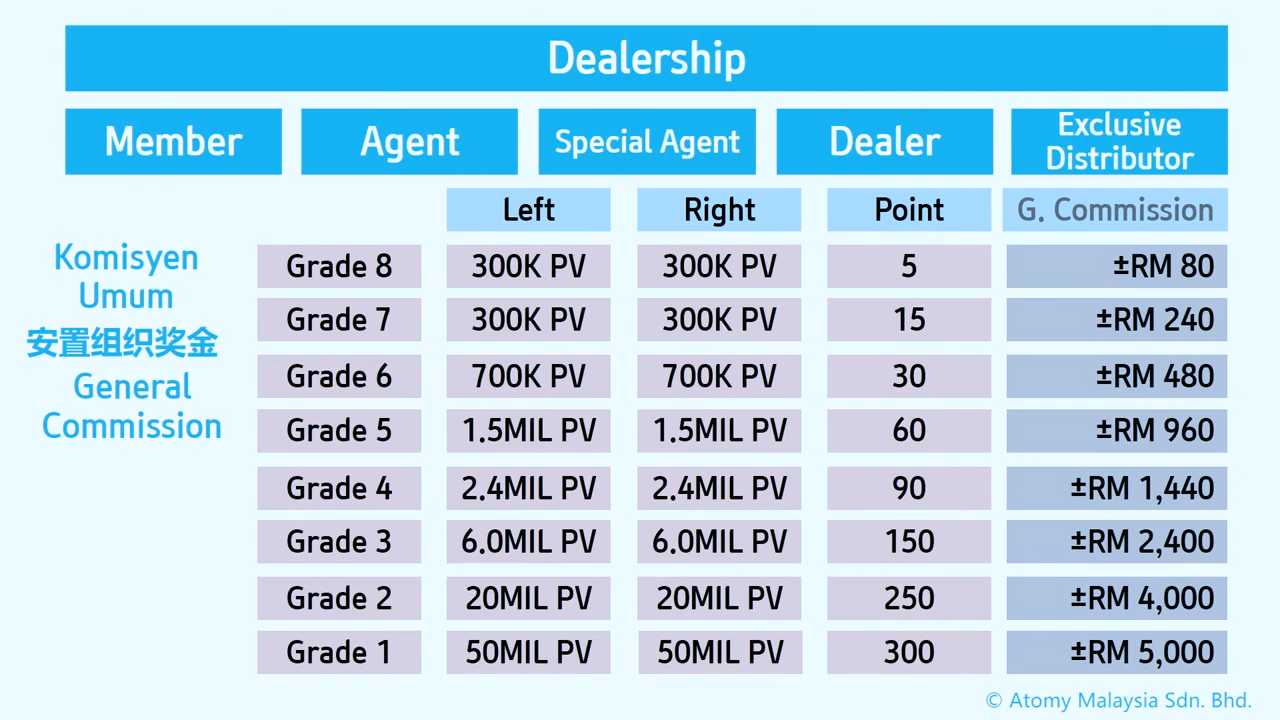 Dealership
Member Agent Special Agent Dealer Exclusive Distributor
Left Right Point G. Commission
Komisyen
Umum
安置组织奖金
General
Commission
Grade 8 300K PV 300K PV 5 ±RM 80
Grade 7 300K PV 300K PV 15 ±RM 240
Grade 6 700K PV 700K PV 30 ±RM 480
Grade 5 1.5MIL PV 1.5MIL PV 60 ±RM 960
Grade 4 2.4MIL PV 2.4MIL PV 90 ±RM 1,440
Grade 3 6.0MIL PV 6.0MIL PV 150 ±RM 2,400
Grade 2 20MIL PV 20MIL PV 250 ±RM 4,000
Grade 1 50MIL PV 50MIL PV 300 ±RM 5,000
© Atomy Malaysia Sdn. Bhd.